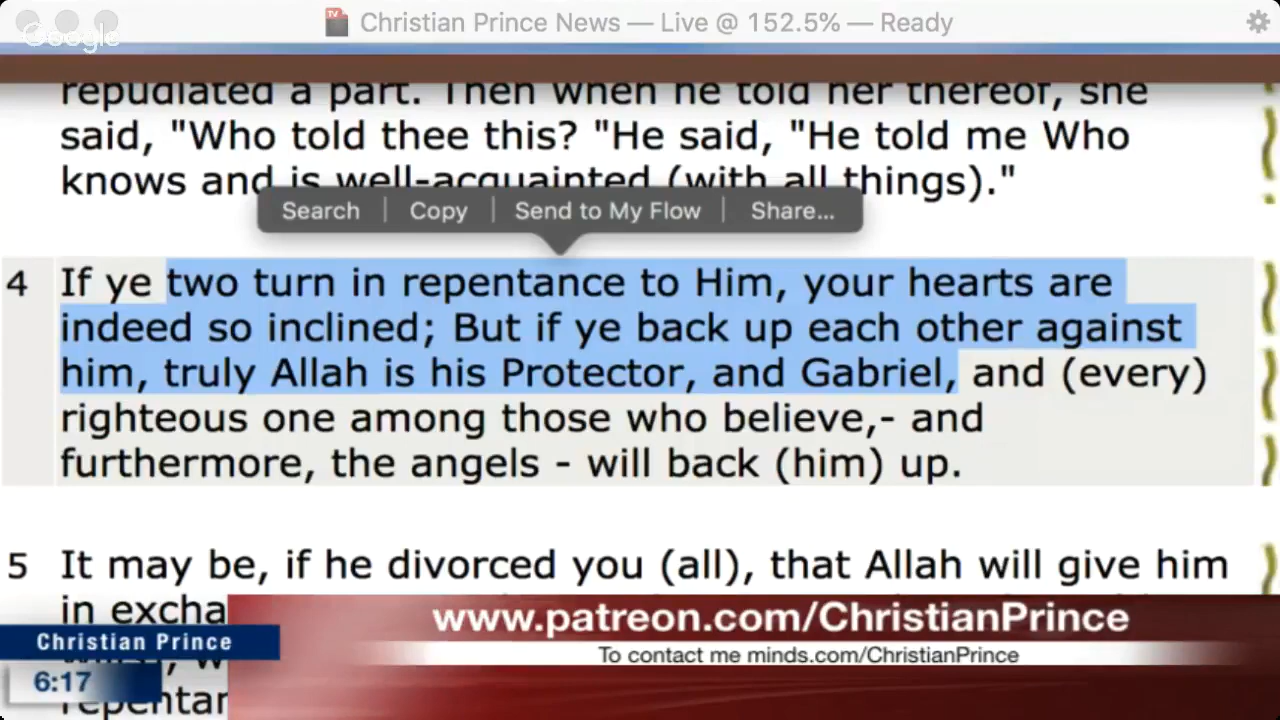 Christian Prince News — Live @ 152.5% — Ready
Google
repudiated a part. Then when he told her thereof, she
said, "Who told thee this? "He said, "He told me Who
knows and is well-acquainted (with all things)."
Search | Copy | Send to My Flow | Share...
4 If ye two turn in repentance to Him, your hearts are
indeed so inclined; But if ye back up each other against
him, truly Allah is his Protector, and Gabriel, and (every)
righteous one among those who believe,- and
furthermore, the angels - will back (him) up.
5 It may be, if he divorced you (all), that Allah will give him
in excha
www.patreon.com/ChristianPrince
Christian Prince
To contact me minds.com/ChristianPrince
6:17
repentar